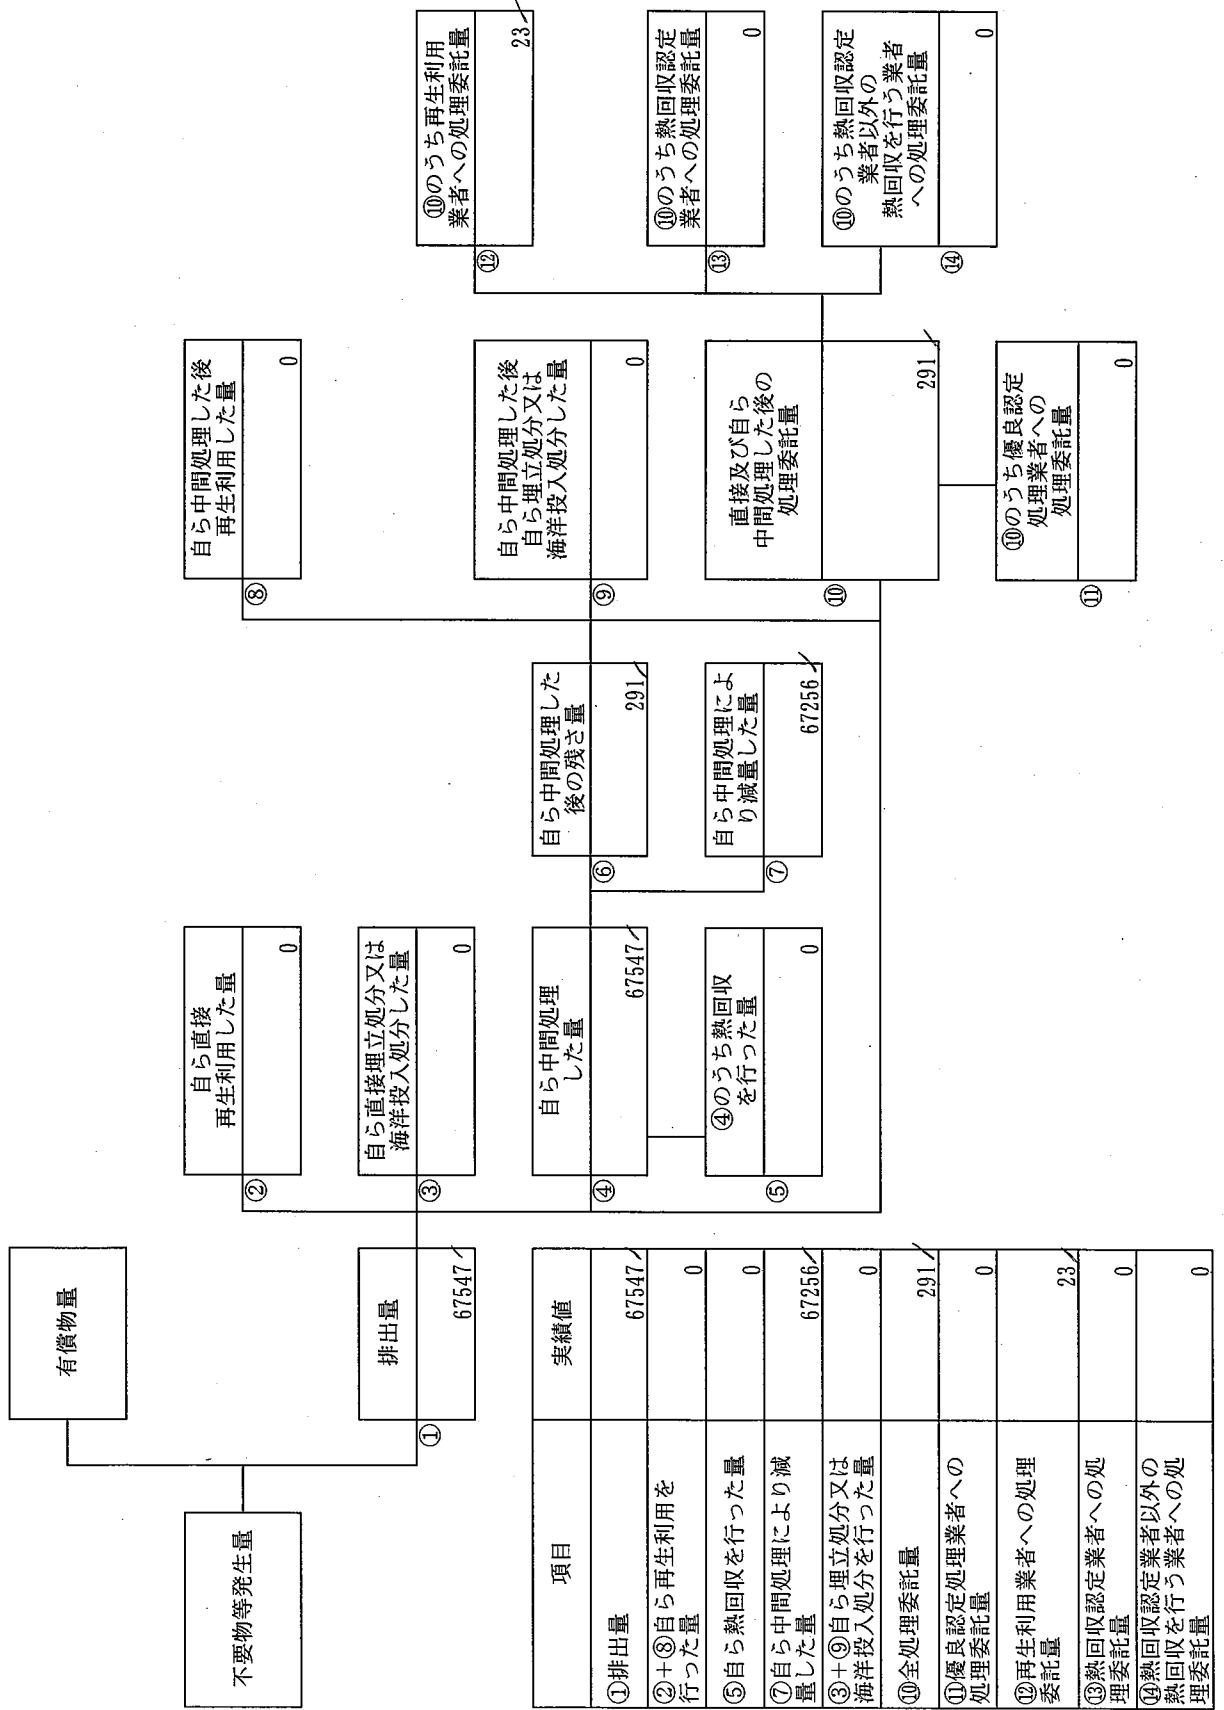 不要物等発生量
有償物量
①
排出量
67547
②
自ら直接
再生利用した量
0
③
自ら直接埋立処分又は
海洋投入処分した量
0
④
自ら中間処理
した量
67547
⑤
④のうち熱回収
を行った量
0
⑥
自ら中間処理した
後の残さ量
291
⑦
自ら中間処理によ
り減量した量
67256
⑧
自ら中間処理した後
再生利用した量
0
⑨
自ら中間処理した後
自ら埋立処分又は
海洋投入処分した量
0
⑩
直接及び自ら
中間処理した後の
処理委託量
291
⑪
⑩のうち優良認定
処理業者への
処理委託量
0
⑫
⑩のうち再生利用
業者への処理委託量
23
⑬
⑩のうち熱回収認定
業者への処理委託量
0
⑭
⑩のうち熱回収認定
業者以外の
熱回収を行う業者
への処理委託量
0
項目
実績値
①排出量
67547
②+⑧自ら再生利用を
行った量
0
⑤自ら熱回収を行った量
0
⑦自ら中間処理により減
量した量
67256
③+⑨自ら埋立処分又は
海洋投入処分を行った量
0
⑩全処理委託量
291
⑪優良認定処理業者への
処理委託量
0
⑫再生利用業者への処理
委託量
23
⑬熱回収認定業者への処
理委託量
0
⑭熱回収認定業者以外の
熱回収を行う業者への処
理委託量
0